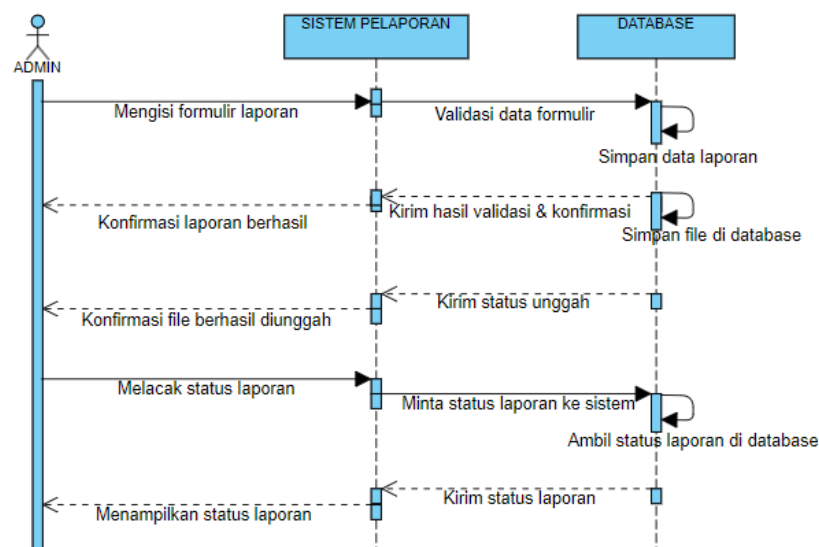 SISTEM PELAPORAN
DATABASE
ADMIN
Mengisi formulir laporan
Validasi data formulir
Simpan data laporan
Kirim hasil validasi & konfirmasi
Konfirmasi laporan berhasil
Simpan file di database
Kirim status unggah
Konfirmasi file berhasil diunggah
Melacak status laporan
Minta status laporan ke sistem
Ambil status laporan di database
Kirim status laporan
Menampilkan status laporan